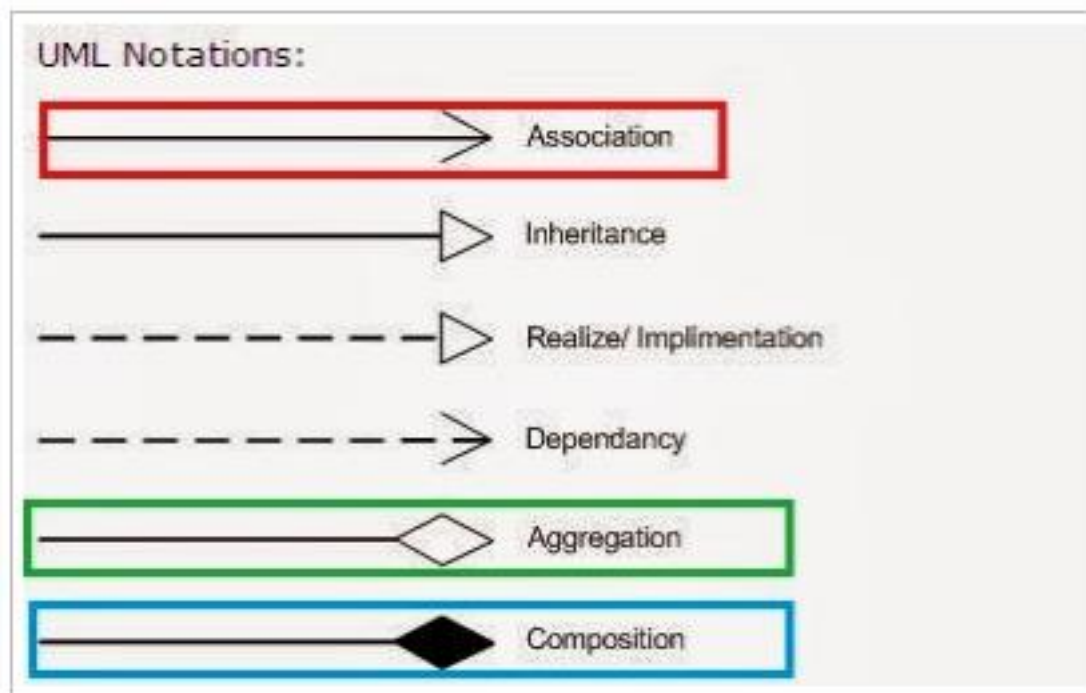 UML Notations:
Association
Inheritance
Realize/ Implimentation
Dependancy
Aggregation
Composition